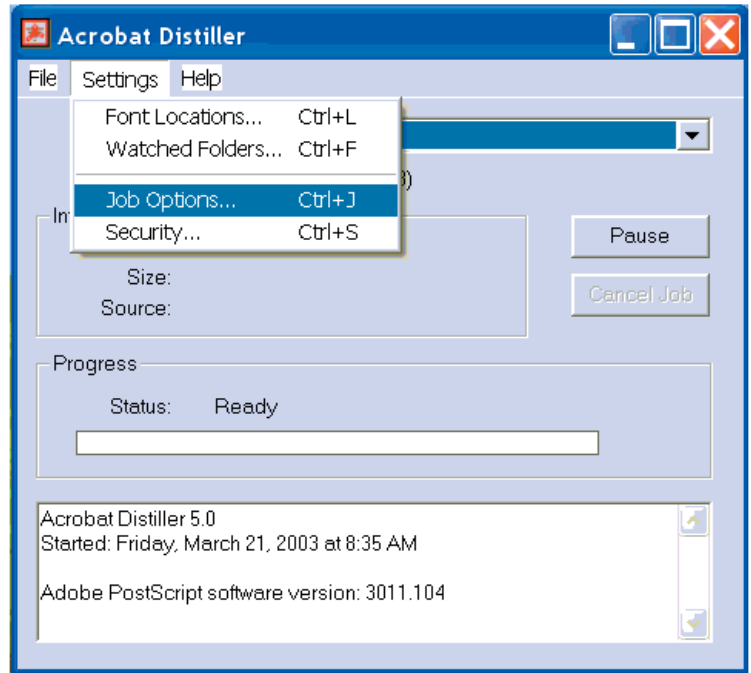 Acrobat Distiller
File Settings Help
Font Locations... Ctrl+L
Watched Folders... Ctrl+F
Job Options... Ctrl+J
Security... Ctrl+S
Pause
Size:
Cancel Job
Source:
Progress
Status: Ready
Acrobat Distiller 5.0
Started: Friday, March 21, 2003 at 8:35 AM
Adobe PostScript software version: 3011.104